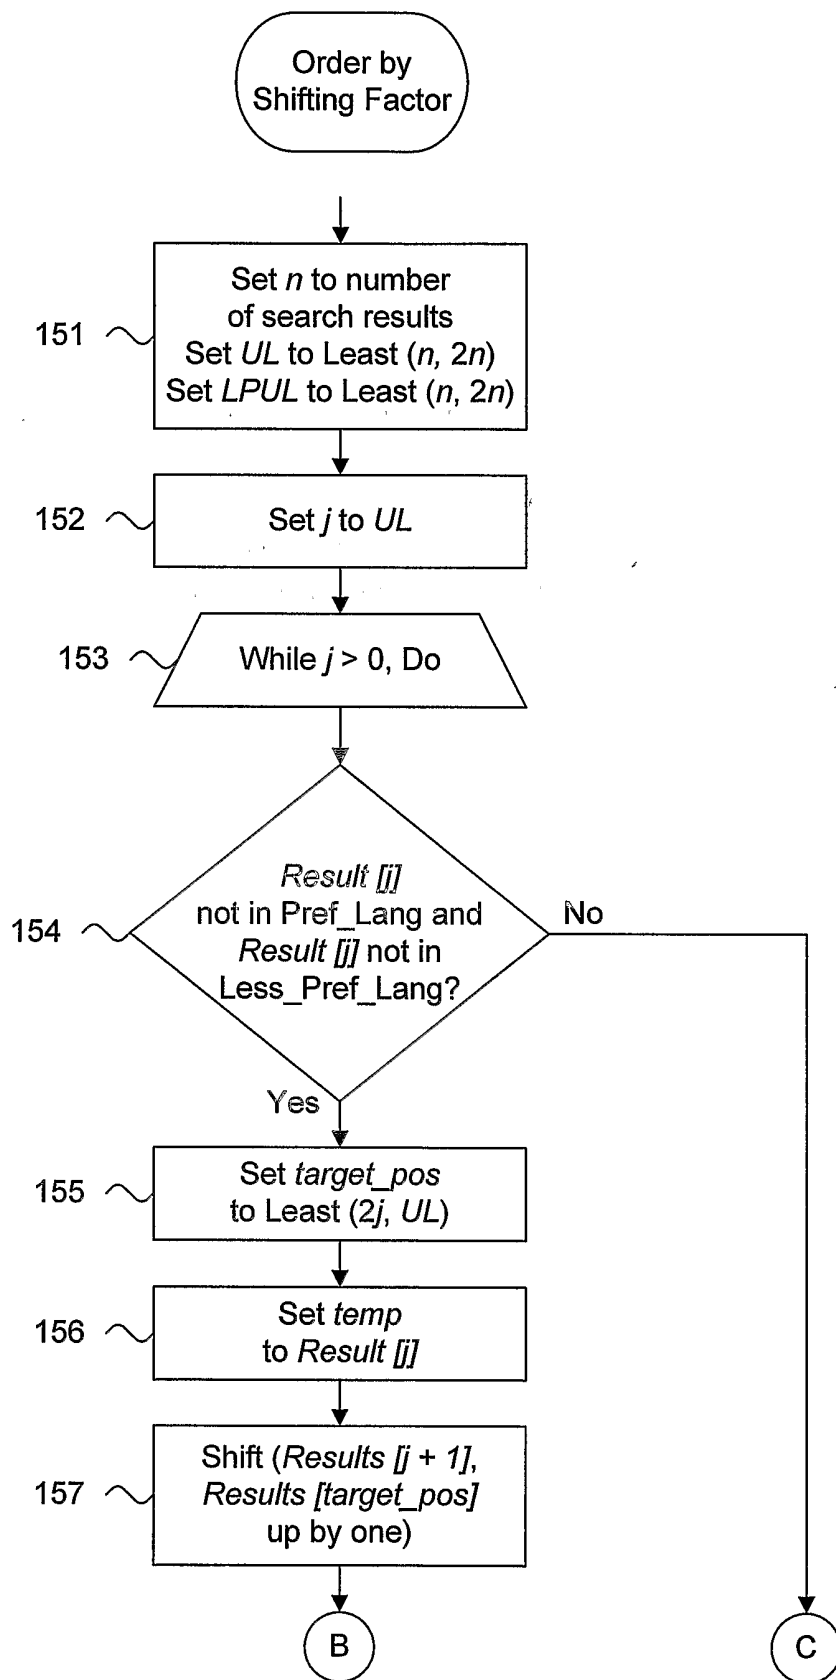 Order by
Shifting Factor
151
Set n to number
of search results
Set UL to Least (n, 2n)
Set LPUL to Least (n, 2n)
152
Set j to UL
153
While j > 0, Do
154
Result [j]
not in Pref_Lang and
Result [j] not in
Less_Pref_Lang?
No
Yes
155
Set target_pos
to Least (2j, UL)
156
Set temp
to Result [j]
157
Shift (Results [j + 1],
Results [target_pos]
up by one)
B
C